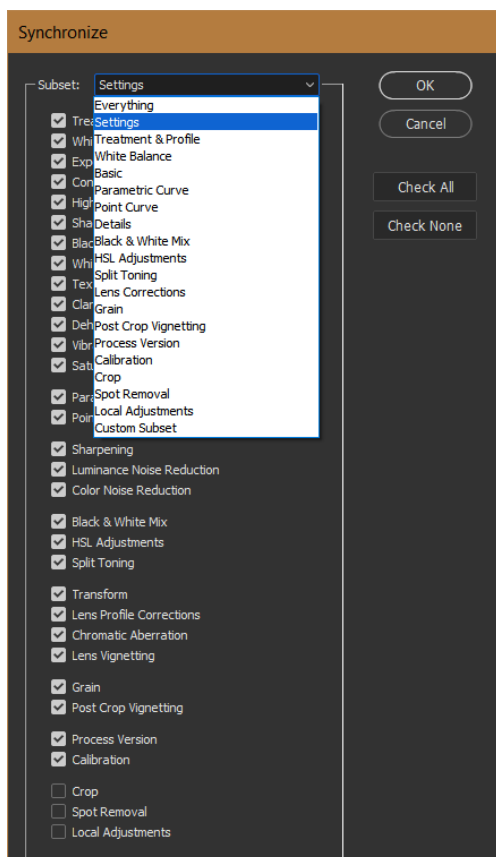 Synchronize
Subset: Settings
OK
Everything
Settings
Treatment & Profile
White Balance
Basic
Parametric Curve
Point Curve
Details
Black & White Mix
HSL Adjustments
Split Toning
Lens Corrections
Grain
Post Crop Vignetting
Process Version
Calibration
Crop
Spot Removal
Local Adjustments
Custom Subset
Cancel
Check All
Check None
Sharpening
Luminance Noise Reduction
Color Noise Reduction
Black & White Mix
HSL Adjustments
Split Toning
Transform
Lens Profile Corrections
Chromatic Aberration
Lens Vignetting
Grain
Post Crop Vignetting
Process Version
Calibration
Crop
Spot Removal
Local Adjustments